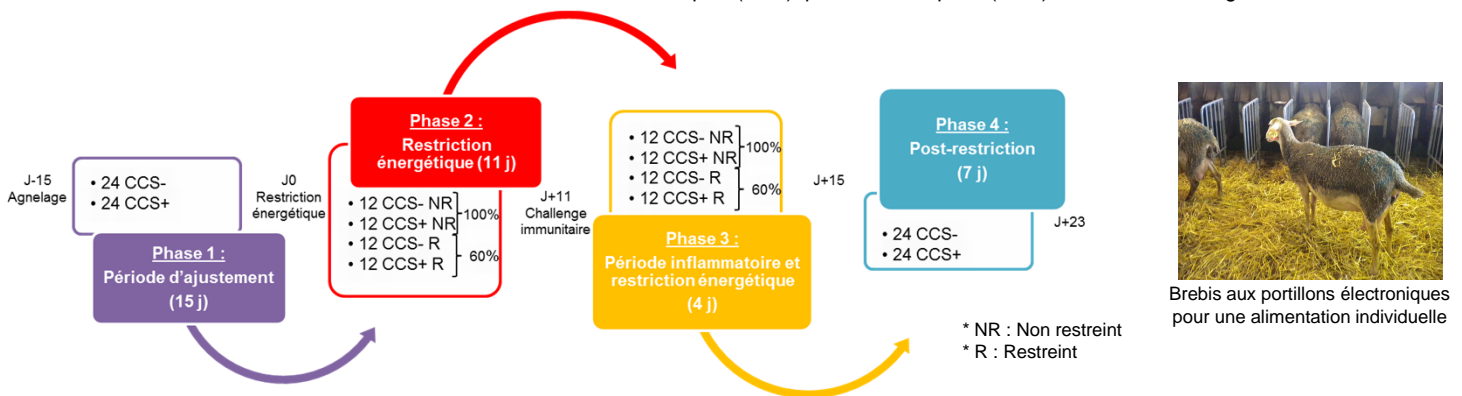 Phase 2 :
Restriction
énergétique (11 j)
Phase 4 :
Post-restriction
(7 j)
• 12 CCS- NR
• 12 CCS+ NR
100%
• 12 CCS- R
• 12 CCS+ R
60%
J-15
Agnelage
• 24 CCS-
• 24 CCS+
J0
Restriction
énergétique
• 12 CCS- NR
• 12 CCS+ NR
100%
• 12 CCS- R
• 12 CCS+ R
60%
J+11
Challenge
immunitaire
J+15
• 24 CCS-
• 24 CCS+
J+23
Phase 1 :
Période d'ajustement
(15 j)
Phase 3 :
Période inflammatoire et
restriction énergétique
(4 j)
* NR : Non restreint
* R : Restreint
Brebis aux portillons électroniques
pour une alimentation individuelle